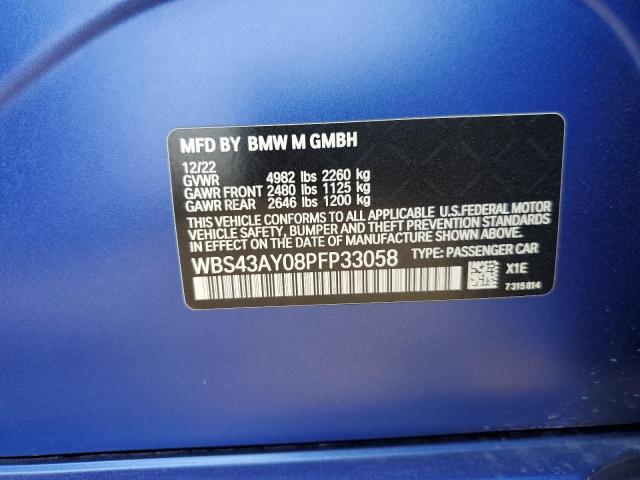 MFD BY BMW M GMBH
12/22
GVWR 4982 lbs 2260 kg
GAWR FRONT 2480 lbs 1125 kg
GAWR REAR 2646 lbs 1200 kg
THIS VEHICLE CONFORMS TO ALL APPLICABLE U.S.FEDERAL MOTOR
VEHICLE SAFETY, BUMPER, AND THEFT PREVENTION STANDARDS
IN EFFECT ON THE DATE OF MANUFACTURE SHOWN ABOVE.
WBS43AY08PFP33058 TYPE: PASSENGER CAR
X1E
7315814